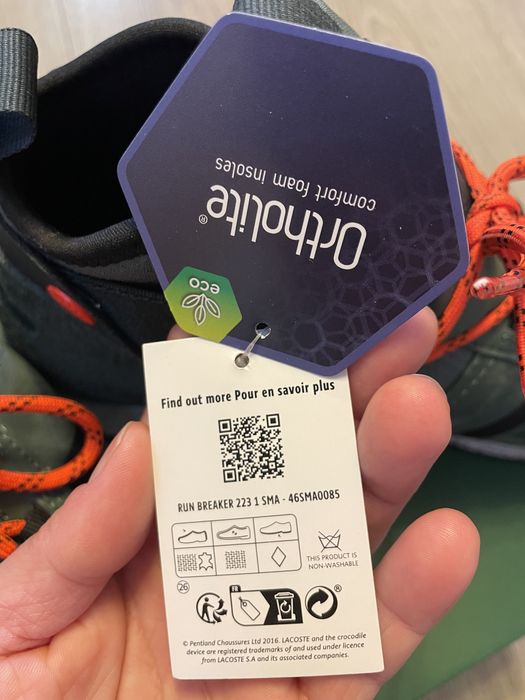 Ortholite®
comfort foam insoles
eco
Find out more Pour en savoir plus
RUN BREAKER 223 1 SMA - 46SMA0085
THIS PRODUCT IS
NON-WASHABLE
26
FR
®
© Pentland Chaussures Ltd 2016. LACOSTE and the crocodile
device are registered trademarks of and used under licence
from LACOSTE S.A and its associated companies.